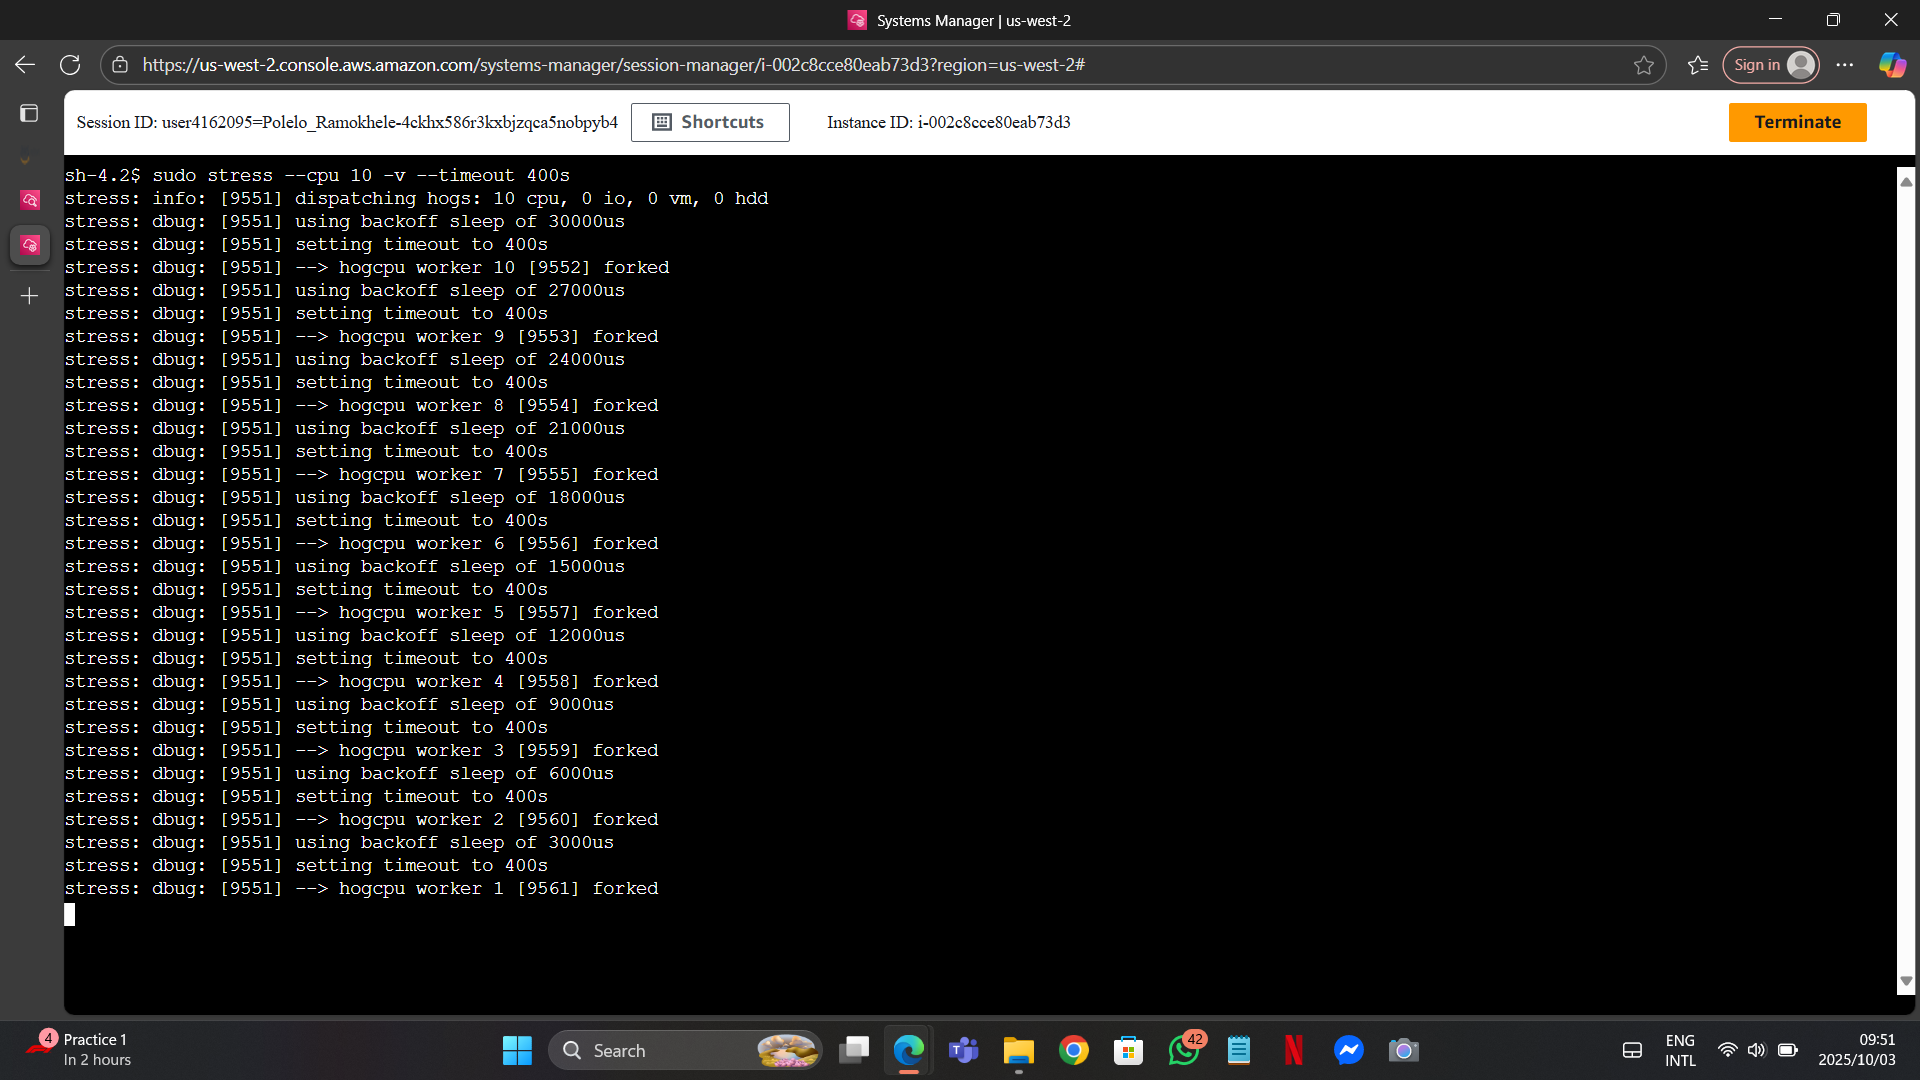 Systems Manager | us-west-2
https://us-west-2.console.aws.amazon.com/systems-manager/session-manager/i-002c8cce80eab73d3?region=us-west-2#
Sign in
Session ID: user4162095=Polelo_Ramokhele-4ckhx586r3kxbjzqca5nobpyb4
Shortcuts
Instance ID: i-002c8cce80eab73d3
Terminate
sh-4.2$ sudo stress --cpu 10 -v --timeout 400s
stress: info: [9551] dispatching hogs: 10 cpu, 0 io, 0 vm, 0 hdd
stress: dbug: [9551] using backoff sleep of 30000us
stress: dbug: [9551] setting timeout to 400s
stress: dbug: [9551] --> hogcpu worker 10 [9552] forked
stress: dbug: [9551] using backoff sleep of 27000us
stress: dbug: [9551] setting timeout to 400s
stress: dbug: [9551] --> hogcpu worker 9 [9553] forked
stress: dbug: [9551] using backoff sleep of 24000us
stress: dbug: [9551] setting timeout to 400s
stress: dbug: [9551] --> hogcpu worker 8 [9554] forked
stress: dbug: [9551] using backoff sleep of 21000us
stress: dbug: [9551] setting timeout to 400s
stress: dbug: [9551] --> hogcpu worker 7 [9555] forked
stress: dbug: [9551] using backoff sleep of 18000us
stress: dbug: [9551] setting timeout to 400s
stress: dbug: [9551] --> hogcpu worker 6 [9556] forked
stress: dbug: [9551] using backoff sleep of 15000us
stress: dbug: [9551] setting timeout to 400s
stress: dbug: [9551] --> hogcpu worker 5 [9557] forked
stress: dbug: [9551] using backoff sleep of 12000us
stress: dbug: [9551] setting timeout to 400s
stress: dbug: [9551] --> hogcpu worker 4 [9558] forked
stress: dbug: [9551] using backoff sleep of 9000us
stress: dbug: [9551] setting timeout to 400s
stress: dbug: [9551] --> hogcpu worker 3 [9559] forked
stress: dbug: [9551] using backoff sleep of 6000us
stress: dbug: [9551] setting timeout to 400s
stress: dbug: [9551] --> hogcpu worker 2 [9560] forked
stress: dbug: [9551] using backoff sleep of 3000us
stress: dbug: [9551] setting timeout to 400s
stress: dbug: [9551] --> hogcpu worker 1 [9561] forked
4
Practice 1
In 2 hours
Search
42
ENG
INTL
09:51
2025/10/03